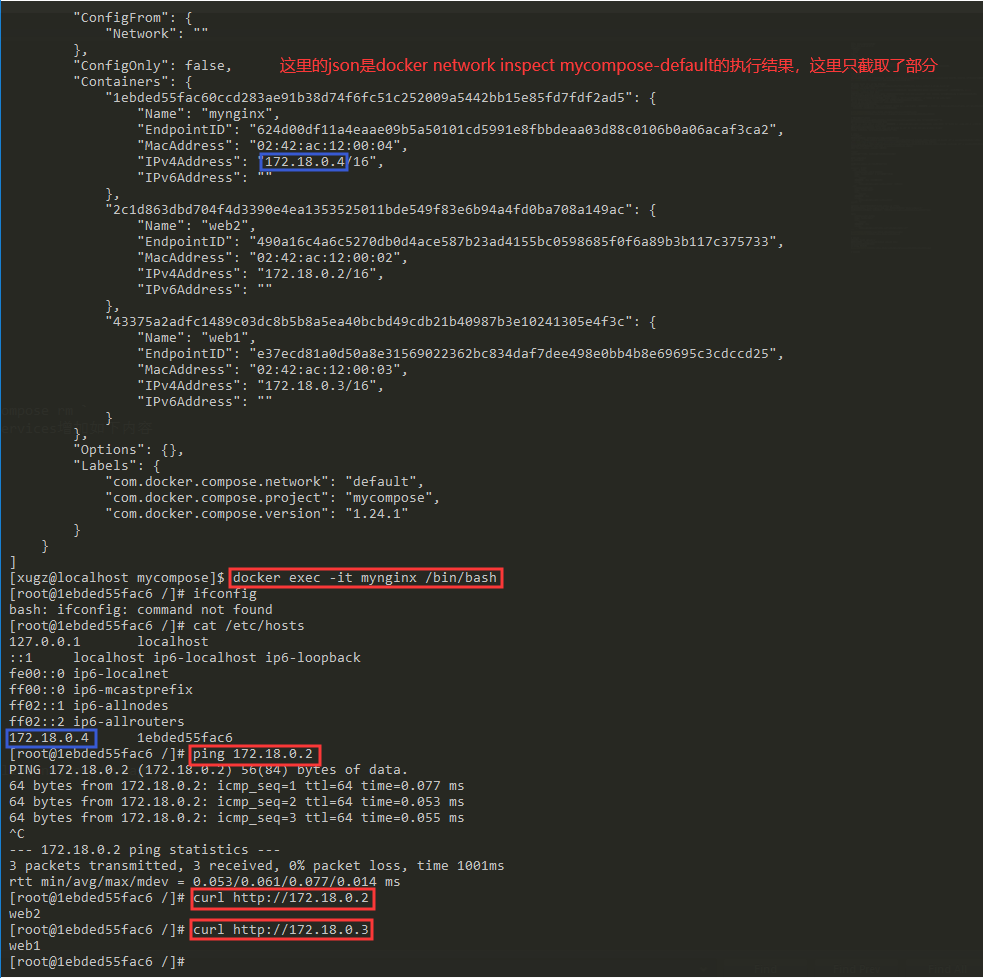 "ConfigFrom": {
"Network": ""
},
"ConfigOnly": false,
这里的json是docker network inspect mycompose-default的执行结果，这里只截取了部分
"Containers": {
"1ebded55fac60ccd283ae91b38d74f6fc51c252009a5442bb15e85fd7fdf2ad5": {
"Name": "mynginx",
"EndpointID": "624d00df11a4eaae09b5a50101cd5991e8fbbdeaa03d88c0106b0a06acaf3ca2",
"MacAddress": "02:42:ac:12:00:04",
"IPv4Address": "172.18.0.4/16",
"IPv6Address": ""
},
"2c1d863dbd704f4d3390e4ea1353525011bde549f83e6b94a4fd0ba708a149ac": {
"Name": "web2",
"EndpointID": "490a16c4a6c5270db0d4ace587b23ad4155bc0598685f0f6a89b3b117c375733",
"MacAddress": "02:42:ac:12:00:02",
"IPv4Address": "172.18.0.2/16",
"IPv6Address": ""
},
"43375a2adfc1489c03dc8b5b8a5ea40bcbd49cdb21b40987b3e10241305e4f3c": {
"Name": "web1",
"EndpointID": "e37ecd81a0d50a8e31569022362bc834daf7dee498e0bb4b8e69695c3cdccd25",
"MacAddress": "02:42:ac:12:00:03",
"IPv4Address": "172.18.0.3/16",
"IPv6Address": ""
}
},
"Options": {},
"Labels": {
"com.docker.compose.network": "default",
"com.docker.compose.project": "mycompose",
"com.docker.compose.version": "1.24.1"
}
}
]
[xugz@localhost mycompose]$ docker exec -it mynginx /bin/bash
[root@1ebded55fac6 /]# ifconfig
bash: ifconfig: command not found
[root@1ebded55fac6 /]# cat /etc/hosts
127.0.0.1 localhost
::1 localhost ip6-localhost ip6-loopback
fe00::0 ip6-localnet
ff00::0 ip6-mcastprefix
ff02::1 ip6-allnodes
ff02::2 ip6-allrouters
172.18.0.4 1ebded55fac6
[root@1ebded55fac6 /]# ping 172.18.0.2
PING 172.18.0.2 (172.18.0.2) 56(84) bytes of data.
64 bytes from 172.18.0.2: icmp_seq=1 ttl=64 time=0.077 ms
64 bytes from 172.18.0.2: icmp_seq=2 ttl=64 time=0.053 ms
64 bytes from 172.18.0.2: icmp_seq=3 ttl=64 time=0.055 ms
^C
--- 172.18.0.2 ping statistics ---
3 packets transmitted, 3 received, 0% packet loss, time 1001ms
rtt min/avg/max/mdev = 0.053/0.061/0.077/0.014 ms
[root@1ebded55fac6 /]# curl http://172.18.0.2
web2
[root@1ebded55fac6 /]# curl http://172.18.0.3
web1
[root@1ebded55fac6 /]#